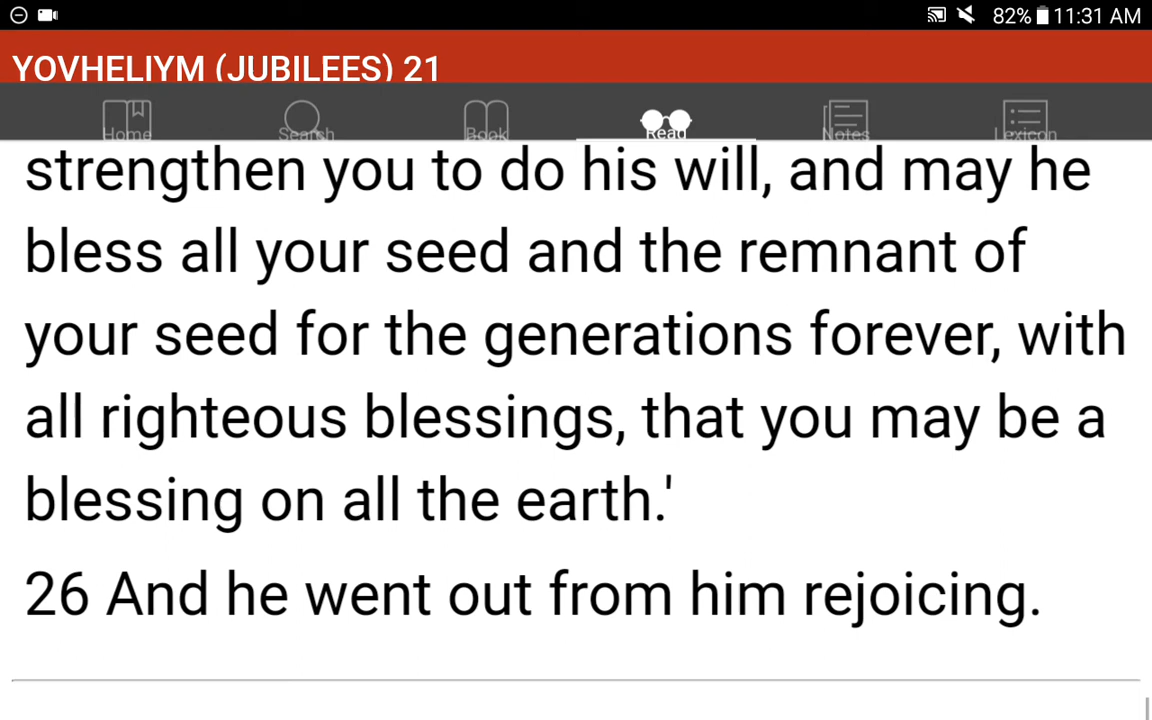 82% 11:31 AM
YOVHELIYM (JUBILEES) 21
Home Search Book Read Notes Lexicon
strengthen you to do his will, and may he
bless all your seed and the remnant of
your seed for the generations forever, with
all righteous blessings, that you may be a
blessing on all the earth.'
26 And he went out from him rejoicing.